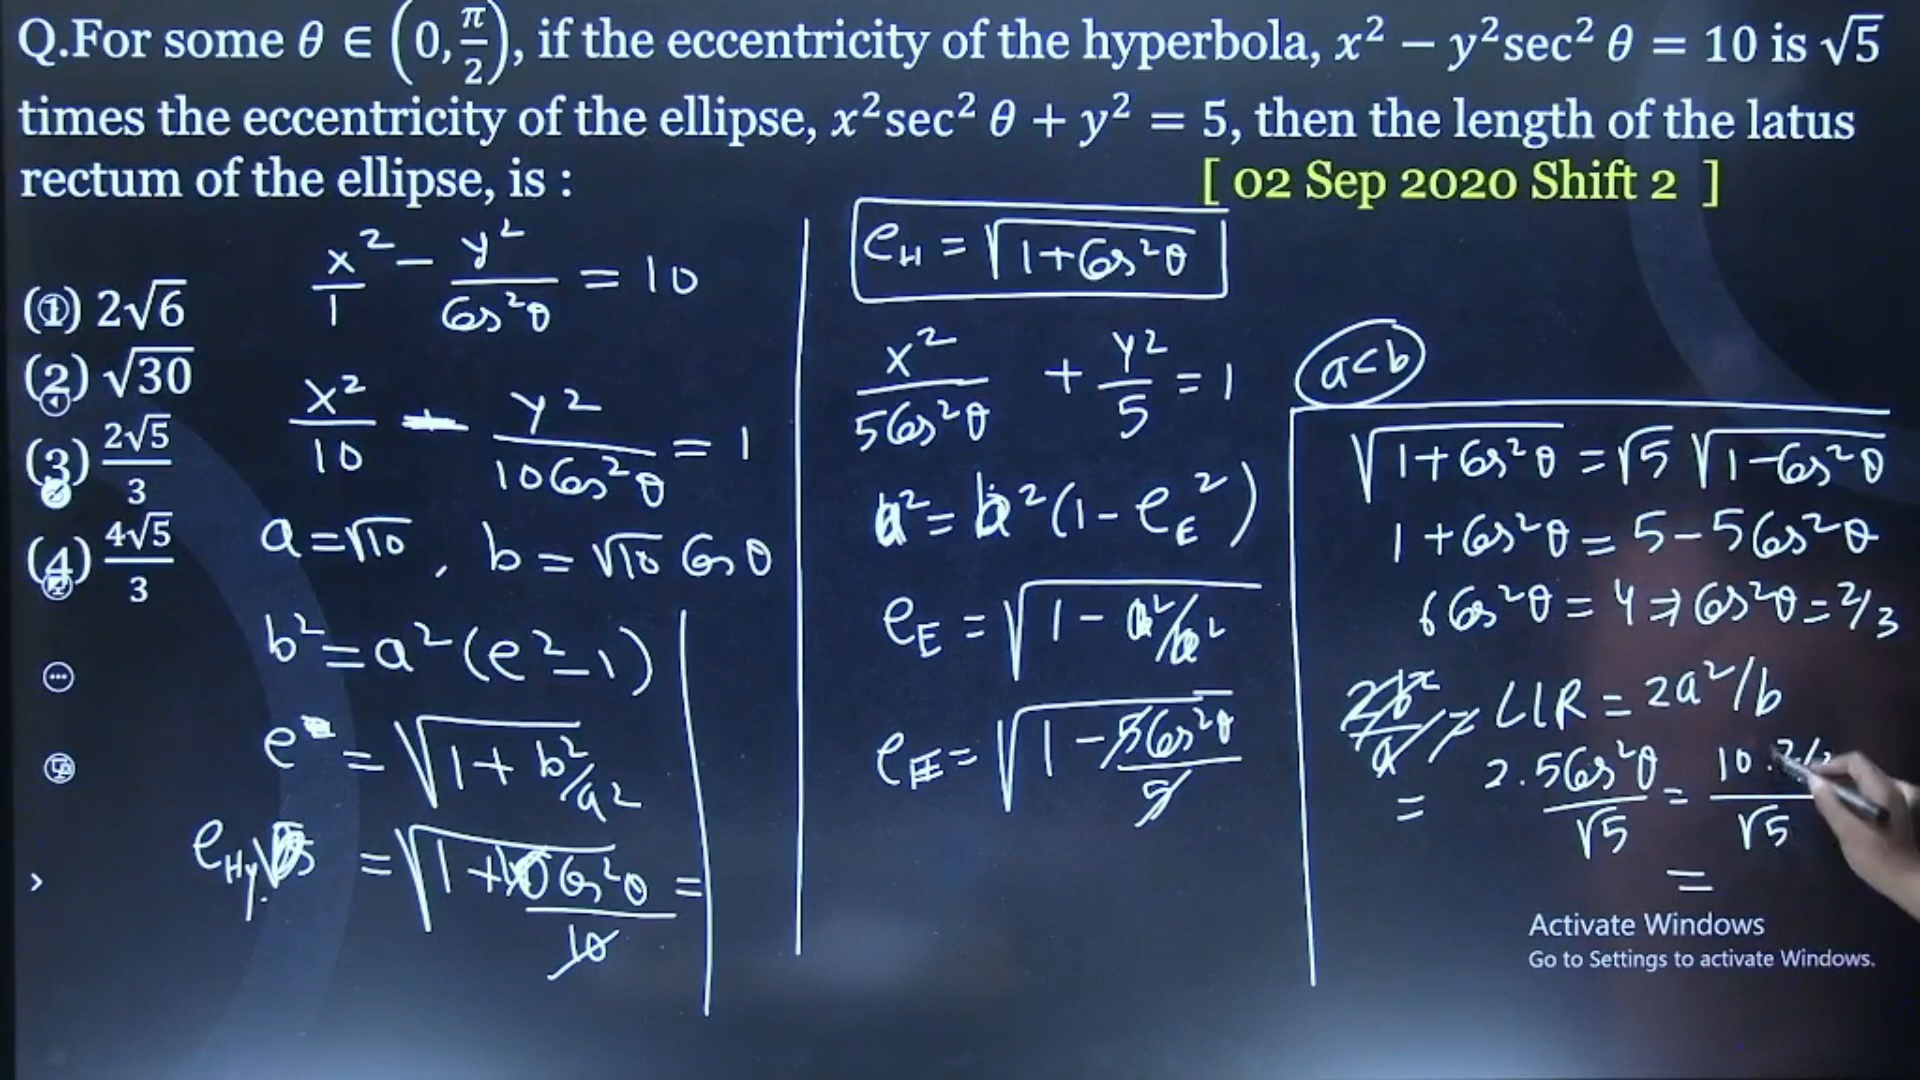 Q.For some θ ∈ (0, π/2), if the eccentricity of the hyperbola, x² − y²sec² θ = 10 is √5
times the eccentricity of the ellipse, x²sec² θ + y² = 5, then the length of the latus
rectum of the ellipse, is :
[ 02 Sep 2020 Shift 2 ]
(1) 2√6
(2) √30
(3) 2√5/3
(4) 4√5/3
x²/1 − y²/cos²θ = 10
x²/10 − y²/10cos²θ = 1
a = √10 , b = √10 cos θ
b² = a²(e² − 1)
e = √(1 + b²/a²)
e_Hy = √(1 + 10cos²θ/10) =
e_H = √(1 + cos²θ)
x²/5cos²θ + y²/5 = 1
a² = b²(1 − e_E²)
e_E = √(1 − a²/b²)
e_E = √(1 − 5cos²θ/5)
a<b
√(1 + cos²θ) = √5 √(1 − cos²θ)
1 + cos²θ = 5 − 5cos²θ
6cos²θ = 4 ⇒ cos²θ = 2/3
LLR = 2a²/b
= 2.5cos²θ/√5 = 10.2/3/√5
=
Activate Windows
Go to Settings to activate Windows.